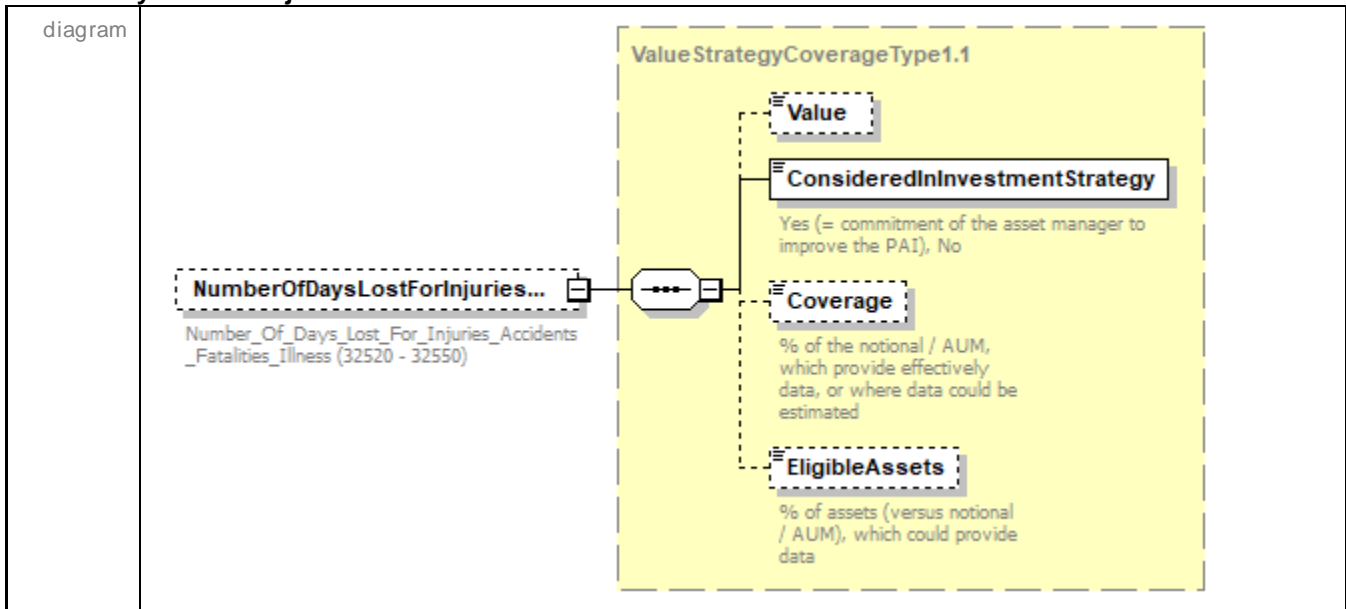 diagram
ValueStrategyCoverageType1.1
Value
ConsideredInInvestmentStrategy
Yes (= commitment of the asset manager to
improve the PAI), No
NumberOfDaysLostForInjuries...
Number_Of_Days_Lost_For_Injuries_Accidents
_Fatalities_Illness (32520 - 32550)
Coverage
% of the notional / AUM,
which provide effectively
data, or where data could be
estimated
EligibleAssets
% of assets (versus notional
/ AUM), which could provide
data